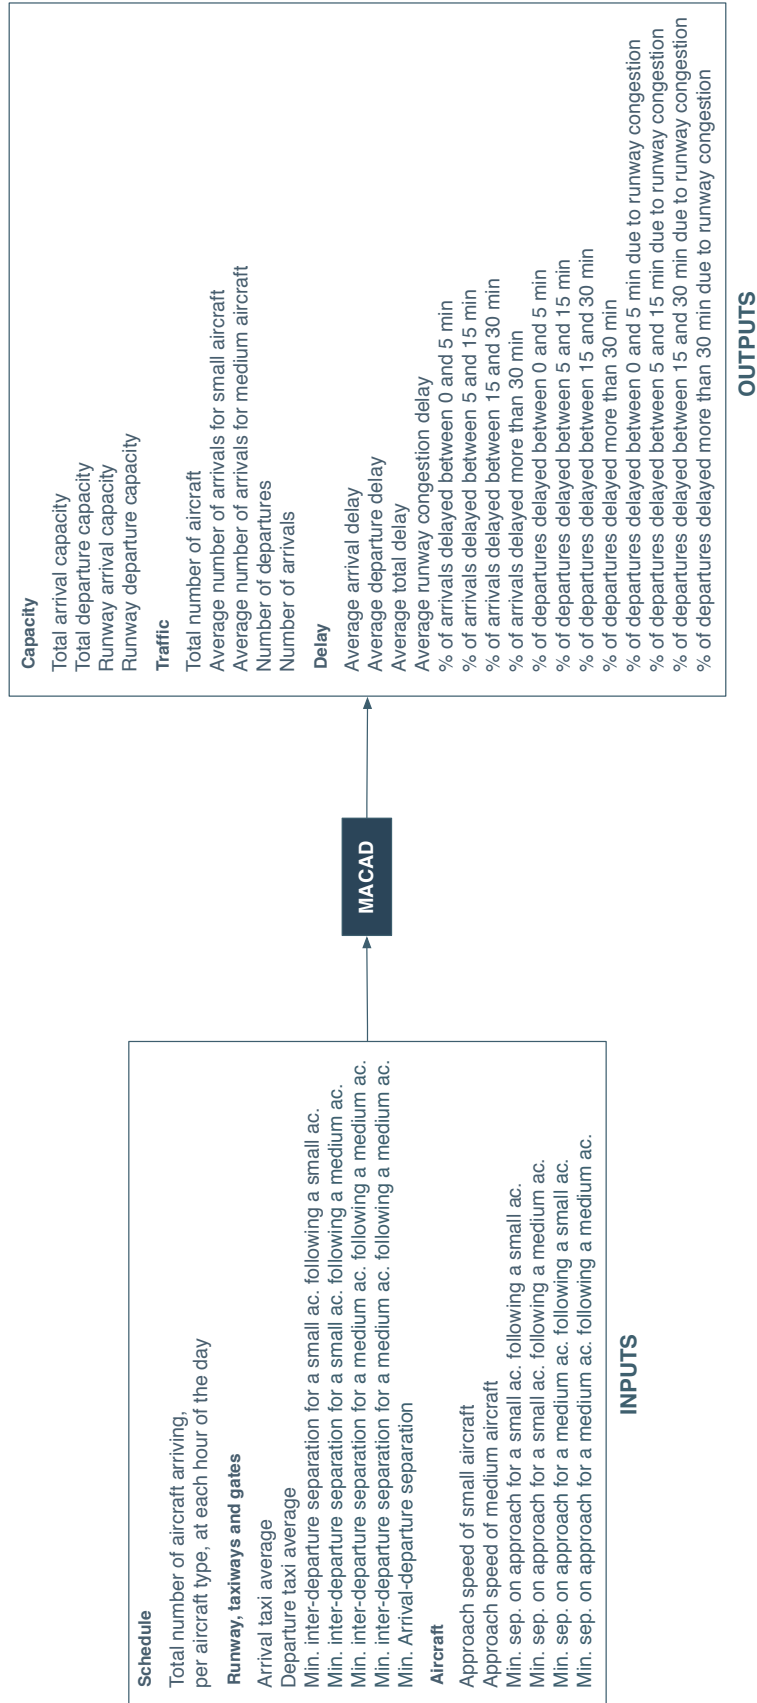 Schedule
Total number of aircraft arriving,
per aircraft type, at each hour of the day
Runway, taxiways and gates
Arrival taxi average
Departure taxi average
Min. inter-departure separation for a small ac. following a small ac.
Min. inter-departure separation for a small ac. following a medium ac.
Min. inter-departure separation for a medium ac. following a medium ac.
Min. inter-departure separation for a medium ac. following a medium ac.
Min. Arrival-departure separation
Aircraft
Approach speed of small aircraft
Approach speed of medium aircraft
Min. sep. on approach for a small ac. following a small ac.
Min. sep. on approach for a small ac. following a medium ac.
Min. sep. on approach for a medium ac. following a small ac.
Min. sep. on approach for a medium ac. following a medium ac.
INPUTS
MACAD
Capacity
Total arrival capacity
Total departure capacity
Runway arrival capacity
Runway departure capacity
Traffic
Total number of aircraft
Average number of arrivals for small aircraft
Average number of arrivals for medium aircraft
Number of departures
Number of arrivals
Delay
Average arrival delay
Average departure delay
Average total delay
Average runway congestion delay
% of arrivals delayed between 0 and 5 min
% of arrivals delayed between 5 and 15 min
% of arrivals delayed between 15 and 30 min
% of arrivals delayed more than 30 min
% of departures delayed between 0 and 5 min
% of departures delayed between 5 and 15 min
% of departures delayed between 15 and 30 min
% of departures delayed more than 30 min
% of departures delayed between 0 and 5 min due to runway congestion
% of departures delayed between 5 and 15 min due to runway congestion
% of departures delayed between 15 and 30 min due to runway congestion
% of departures delayed more than 30 min due to runway congestion
OUTPUTS